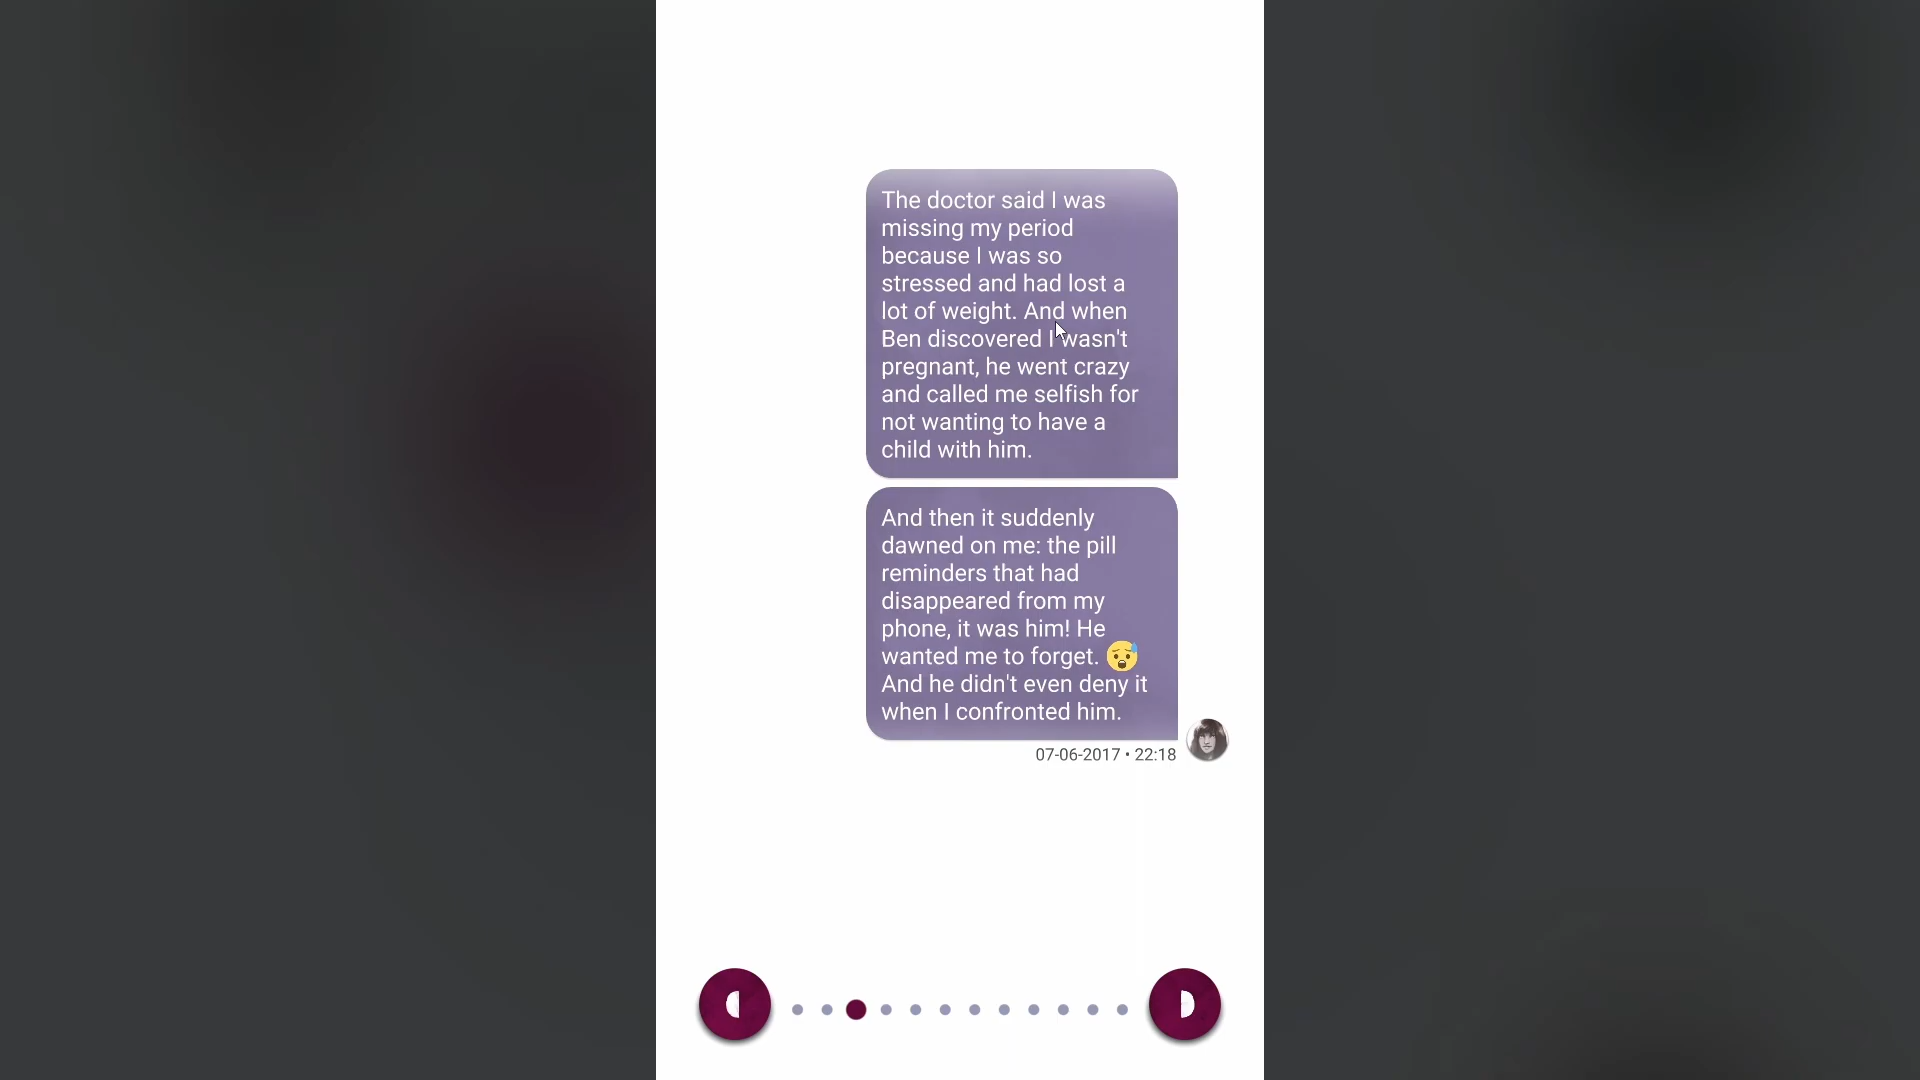 The doctor said I was
missing my period
because I was so
stressed and had lost a
lot of weight. And when
Ben discovered I wasn't
pregnant, he went crazy
and called me selfish for
not wanting to have a
child with him.
And then it suddenly
dawned on me: the pill
reminders that had
disappeared from my
phone, it was him! He
wanted me to forget. 😥
And he didn't even deny it
when I confronted him.
07-06-2017 • 22:18